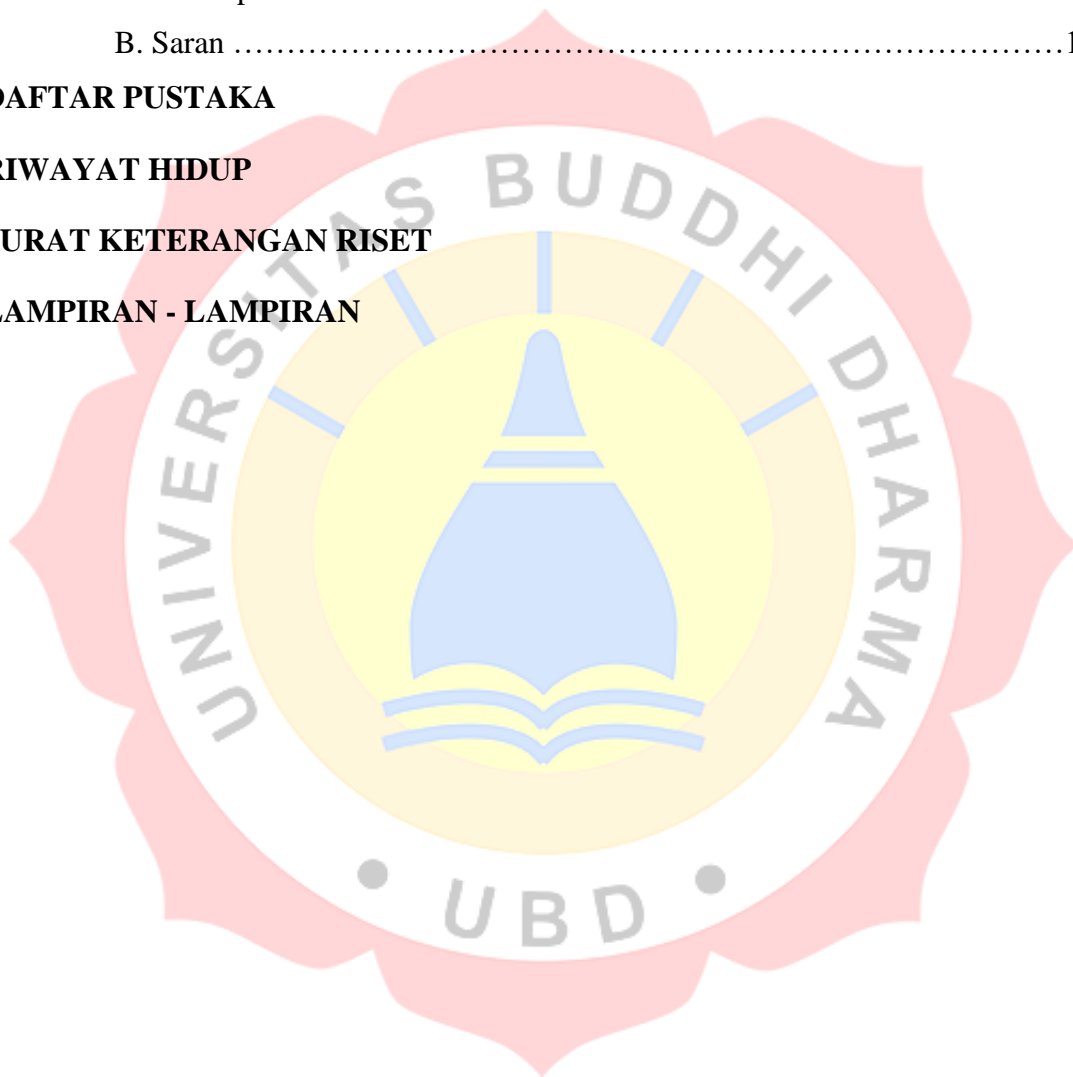 B. Saran ……………………………………………………………………1
DAFTAR PUSTAKA
RIWAYAT HIDUP
SURAT KETERANGAN RISET
LAMPIRAN - LAMPIRAN
UNIVERSITAS BUDDHI DHARMA
• UBD •